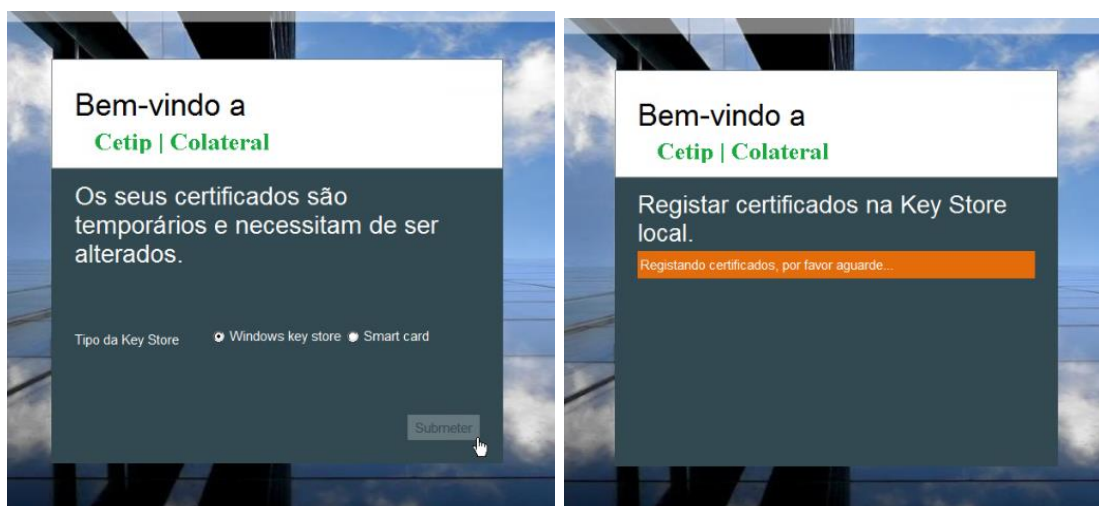 Bem-vindo a
Cetip | Colateral
Os seus certificados são
temporários e necessitam de ser
alterados.
Tipo da Key Store Windows key store Smart card
Submeter
Bem-vindo a
Cetip | Colateral
Registar certificados na Key Store
local.
Registando certificados, por favor aguarde...